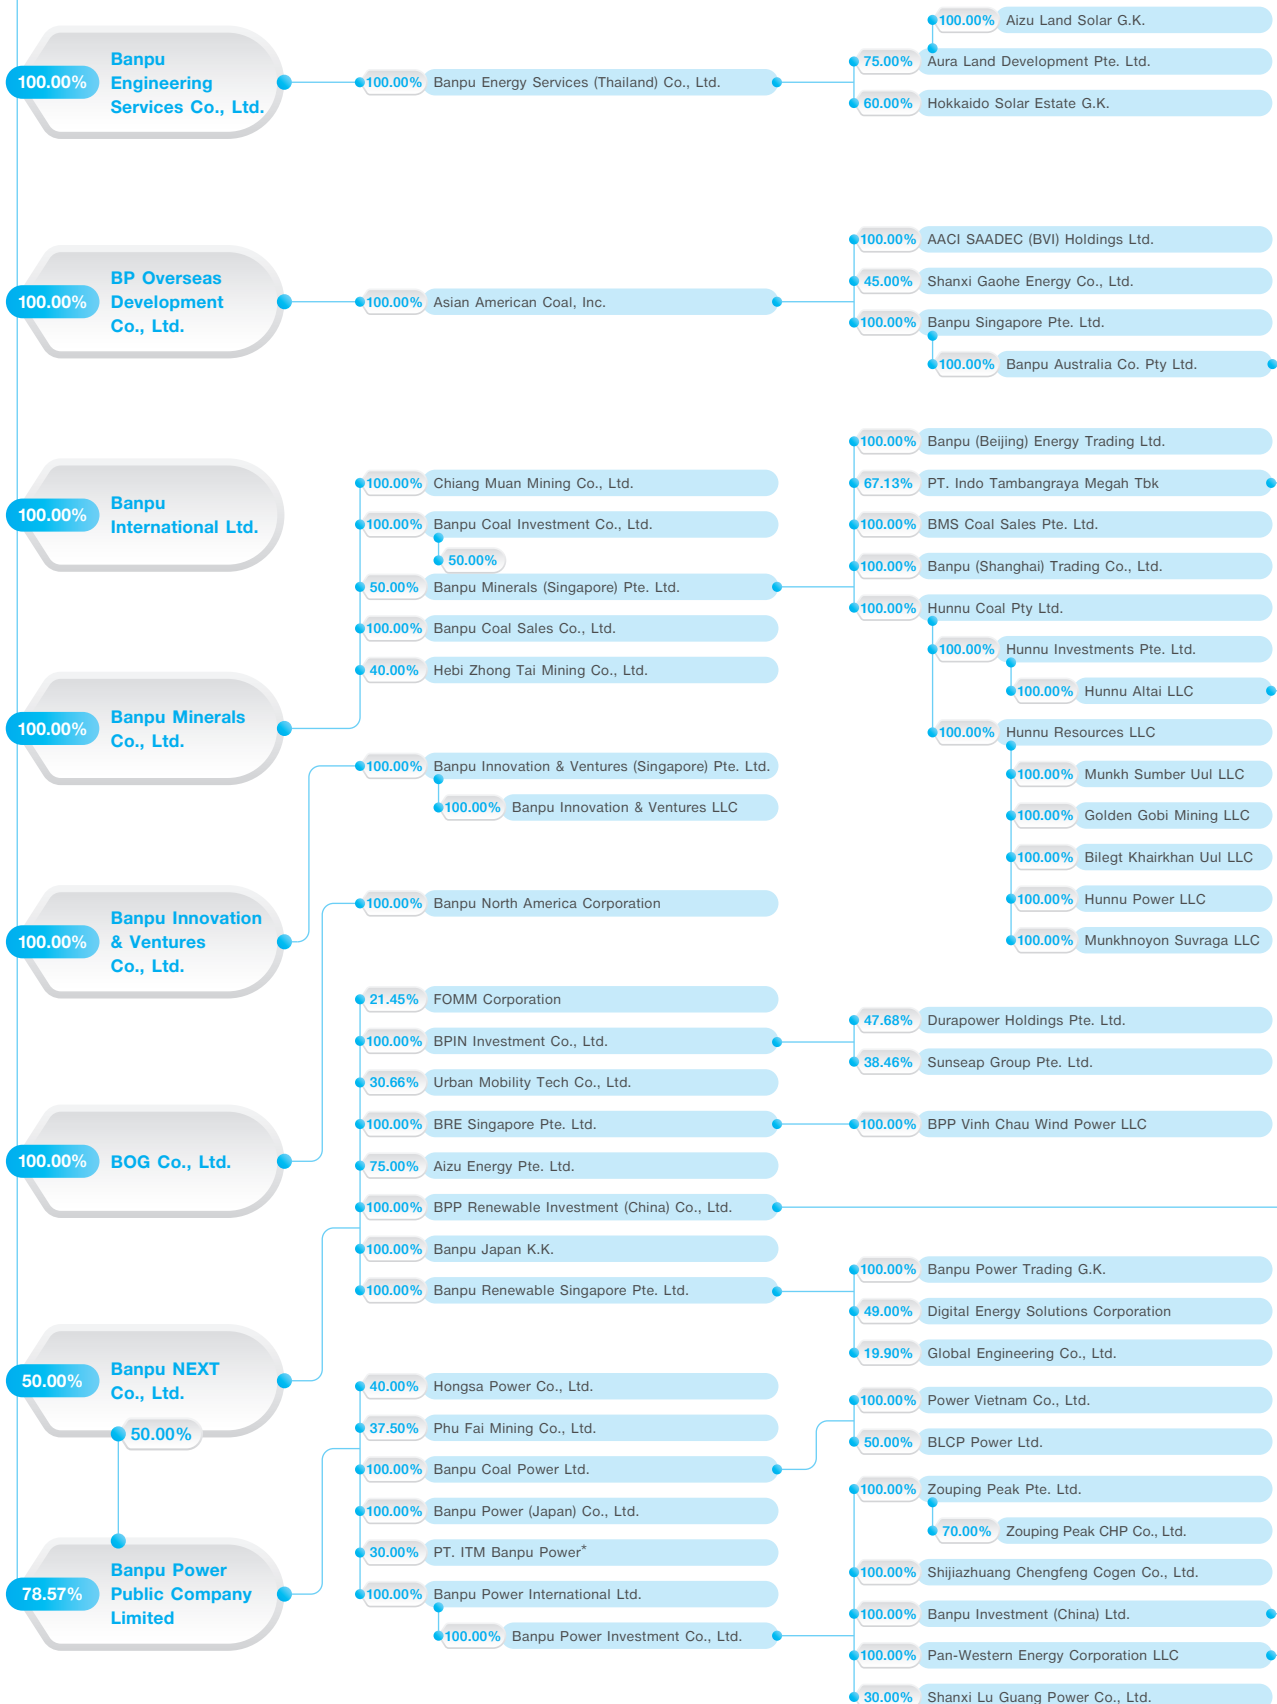 100.00%
Banpu
Engineering
Services Co., Ltd.
100.00% Banpu Energy Services (Thailand) Co., Ltd.
100.00% Aizu Land Solar G.K.
75.00% Aura Land Development Pte. Ltd.
60.00% Hokkaido Solar Estate G.K.
100.00%
BP Overseas
Development
Co., Ltd.
100.00% Asian American Coal, Inc.
100.00% AACI SAADEC (BVI) Holdings Ltd.
45.00% Shanxi Gaohe Energy Co., Ltd.
100.00% Banpu Singapore Pte. Ltd.
100.00% Banpu Australia Co. Pty Ltd.
100.00%
Banpu
International Ltd.
100.00%
Banpu Minerals
Co., Ltd.
100.00% Chiang Muan Mining Co., Ltd.
100.00% Banpu Coal Investment Co., Ltd.
50.00%
50.00% Banpu Minerals (Singapore) Pte. Ltd.
100.00% Banpu Coal Sales Co., Ltd.
40.00% Hebi Zhong Tai Mining Co., Ltd.
100.00% Banpu (Beijing) Energy Trading Ltd.
67.13% PT. Indo Tambangraya Megah Tbk
100.00% BMS Coal Sales Pte. Ltd.
100.00% Banpu (Shanghai) Trading Co., Ltd.
100.00% Hunnu Coal Pty Ltd.
100.00% Hunnu Investments Pte. Ltd.
100.00% Hunnu Altai LLC
100.00% Hunnu Resources LLC
100.00% Munkh Sumber Uul LLC
100.00% Golden Gobi Mining LLC
100.00% Bilegt Khairkhan Uul LLC
100.00% Hunnu Power LLC
100.00% Munkhnoyon Suvraga LLC
100.00%
Banpu Innovation
& Ventures
Co., Ltd.
100.00% Banpu Innovation & Ventures (Singapore) Pte. Ltd.
100.00% Banpu Innovation & Ventures LLC
100.00%
BOG Co., Ltd.
100.00% Banpu North America Corporation
50.00%
Banpu NEXT
Co., Ltd.
50.00%
21.45% FOMM Corporation
100.00% BPIN Investment Co., Ltd.
30.66% Urban Mobility Tech Co., Ltd.
100.00% BRE Singapore Pte. Ltd.
75.00% Aizu Energy Pte. Ltd.
100.00% BPP Renewable Investment (China) Co., Ltd.
100.00% Banpu Japan K.K.
100.00% Banpu Renewable Singapore Pte. Ltd.
47.68% Durapower Holdings Pte. Ltd.
38.46% Sunseap Group Pte. Ltd.
100.00% BPP Vinh Chau Wind Power LLC
100.00% Banpu Power Trading G.K.
49.00% Digital Energy Solutions Corporation
19.90% Global Engineering Co., Ltd.
78.57%
Banpu Power
Public Company
Limited
40.00% Hongsa Power Co., Ltd.
37.50% Phu Fai Mining Co., Ltd.
100.00% Banpu Coal Power Ltd.
100.00% Banpu Power (Japan) Co., Ltd.
30.00% PT. ITM Banpu Power*
100.00% Banpu Power International Ltd.
100.00% Banpu Power Investment Co., Ltd.
100.00% Power Vietnam Co., Ltd.
50.00% BLCP Power Ltd.
100.00% Zouping Peak Pte. Ltd.
70.00% Zouping Peak CHP Co., Ltd.
100.00% Shijiazhuang Chengfeng Cogen Co., Ltd.
100.00% Banpu Investment (China) Ltd.
100.00% Pan-Western Energy Corporation LLC
30.00% Shanxi Lu Guang Power Co., Ltd.